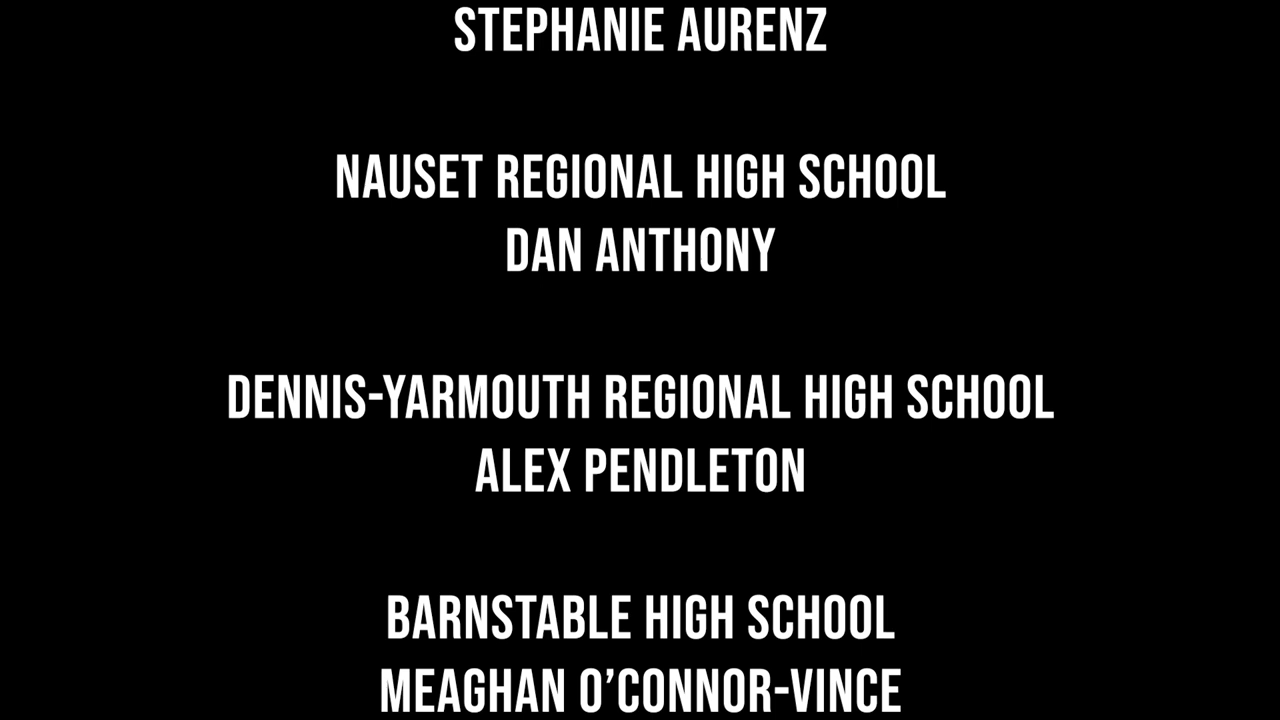 STEPHANIE AURENZ
NAUSET REGIONAL HIGH SCHOOL
DAN ANTHONY
DENNIS-YARMOUTH REGIONAL HIGH SCHOOL
ALEX PENDLETON
BARNSTABLE HIGH SCHOOL
MEAGHAN O’CONNOR-VINCE